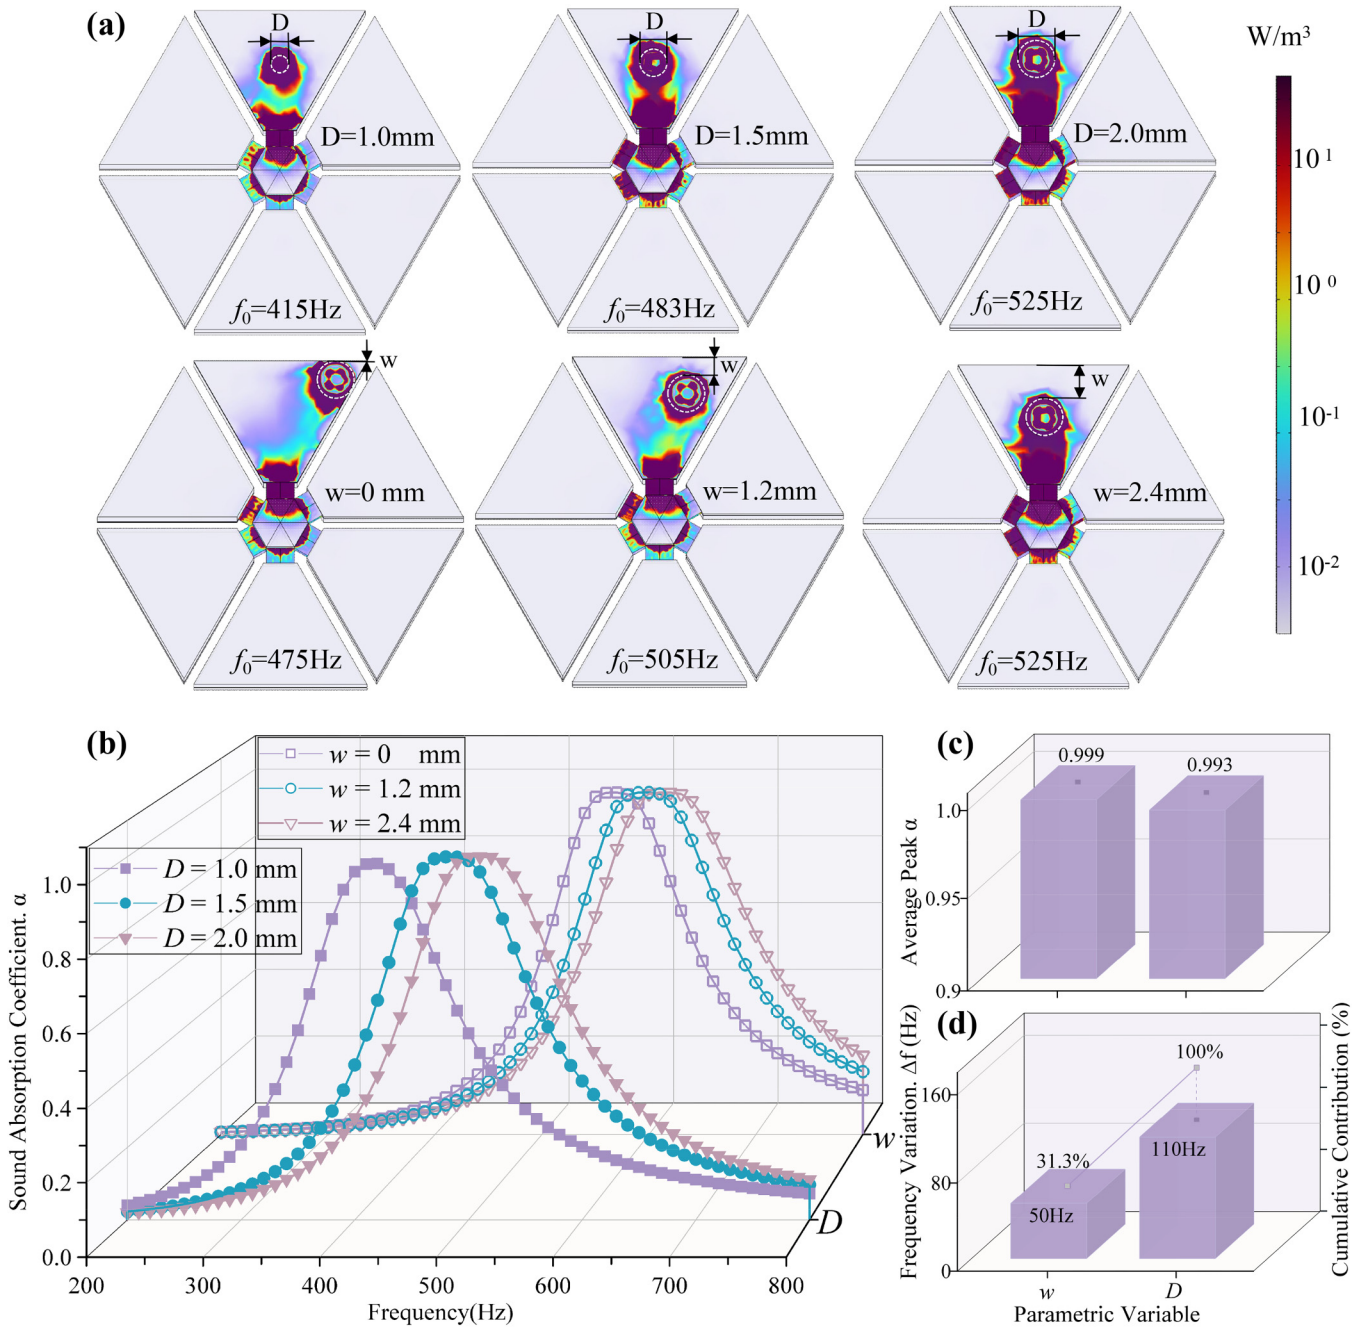 (a)
D
D
D
W/m³
D=1.0mm
D=1.5mm
D=2.0mm
10¹
10⁰
10⁻¹
10⁻²
f₀=415Hz
f₀=483Hz
f₀=525Hz
w
w
w
w=0 mm
w=1.2mm
w=2.4mm
f₀=475Hz
f₀=505Hz
f₀=525Hz
(b)
w = 0 mm
w = 1.2 mm
w = 2.4 mm
D = 1.0 mm
D = 1.5 mm
D = 2.0 mm
Sound Absorption Coefficient. α
1.0
0.8
0.6
0.4
0.2
0.0
200
300
400
500
600
700
800
Frequency(Hz)
w
D
(c)
0.999
0.993
Average Peak α
1.0
0.95
0.9
(d)
100%
31.3%
50Hz
110Hz
Frequency Variation. Δf (Hz)
160
80
0
Cumulative Contribution (%)
w
D
Parametric Variable